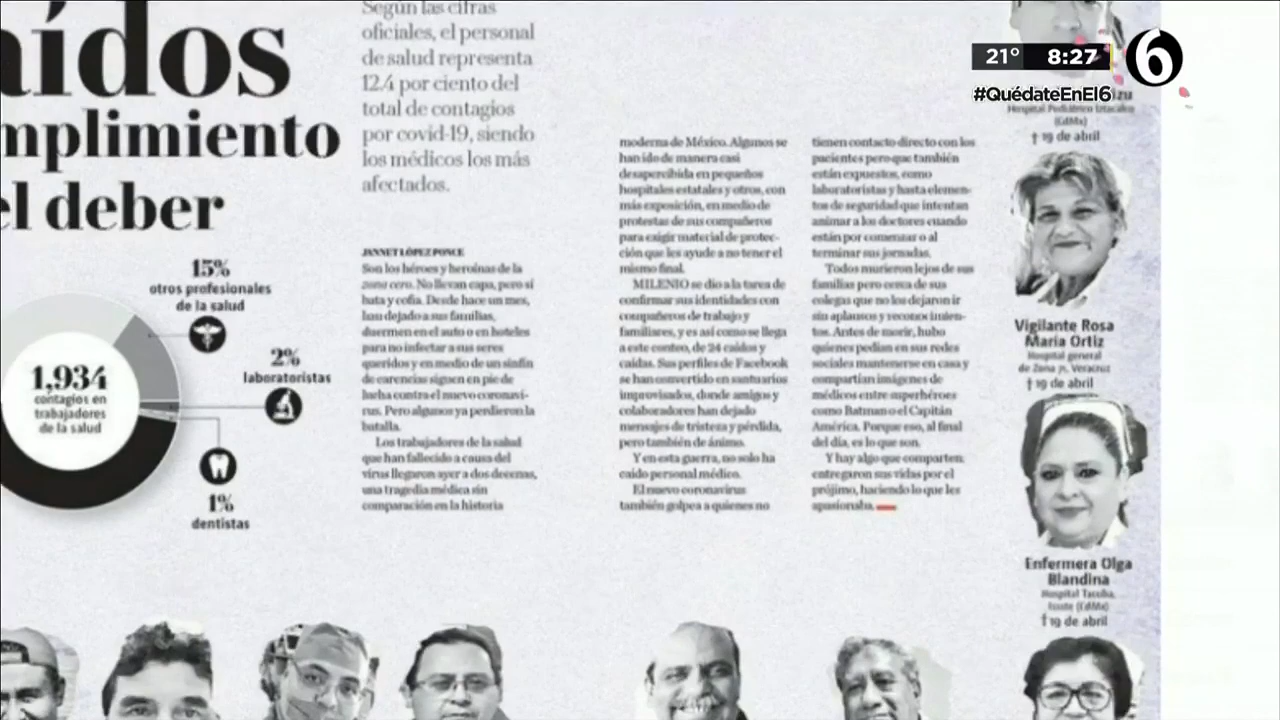 aídos
mplimiento
el deber
15%
otros profesionales
de la salud
1,934
contagios en
trabajadores
de la salud
2%
laboratoristas
1%
dentistas
Según las cifras
oficiales, el personal
de salud representa
12.4 por ciento del
total de contagios
por covid-19, siendo
los médicos los más
afectados.
JANNET LÓPEZ PONCE
Son los héroes y heroínas de la
zona cero. No llevan capa, pero sí
bata y cofia. Desde hace un mes,
han dejado a sus familias,
duermen en el auto o en hoteles
para no infectar a sus seres
queridos y en medio de un sinfín
de carencias siguen en pie de
lucha contra el nuevo coronavi-
rus. Pero algunos ya perdieron la
batalla.
Los trabajadores de la salud
que han fallecido a causa del
virus llegaron ayer a dos decenas,
una tragedia médica sin
comparación en la historia
moderna de México. Algunos se
han ido de manera casi
desapercibida en pequeños
hospitales estatales y otros, con
más exposición, en medio de
protestas de sus compañeros
para exigir material de protec-
ción que les ayude a no tener el
mismo final.
MILENIO se dio a la tarea de
confirmar sus identidades con
compañeros de trabajo y
familiares, y es así como se llega
a este conteo, de 24 caídos y
caídas. Sus perfiles de Facebook
se han convertido en santuarios
improvisados, donde amigos y
colaboradores han dejado
mensajes de tristeza y pérdida,
pero también de ánimo.
Y en esta guerra, no solo ha
caído personal médico.
El nuevo coronavirus
también golpea a quienes no
tienen contacto directo con los
pacientes pero que también
están expuestos, como
laboratoristas y hasta elemen-
tos de seguridad que intentan
animar a los doctores cuando
están por comenzar o al
terminar sus jornadas.
Todos murieron lejos de sus
familias pero cerca de sus
colegas que no los dejaron ir
sin aplausos y reconocimien-
tos. Antes de morir, hubo
quienes pedían en sus redes
sociales mantenerse en casa y
compartían imágenes de
médicos entre superhéroes
como Batman o el Capitán
América. Porque eso, al final
del día, es lo que son.
Y hay algo que comparten:
entregaron sus vidas por el
prójimo, haciendo lo que les
apasionaba.
21° 8:27 6
#QuédateEnEl6
Hospital Pediátrico Iztacalco
(CdMx)
† 19 de abril
Vigilante Rosa
María Ortiz
Hospital general
de Zona 71, Veracruz
† 19 de abril
Enfermera Olga
Blandina
Hospital Tacuba,
Issste (CdMx)
† 19 de abril